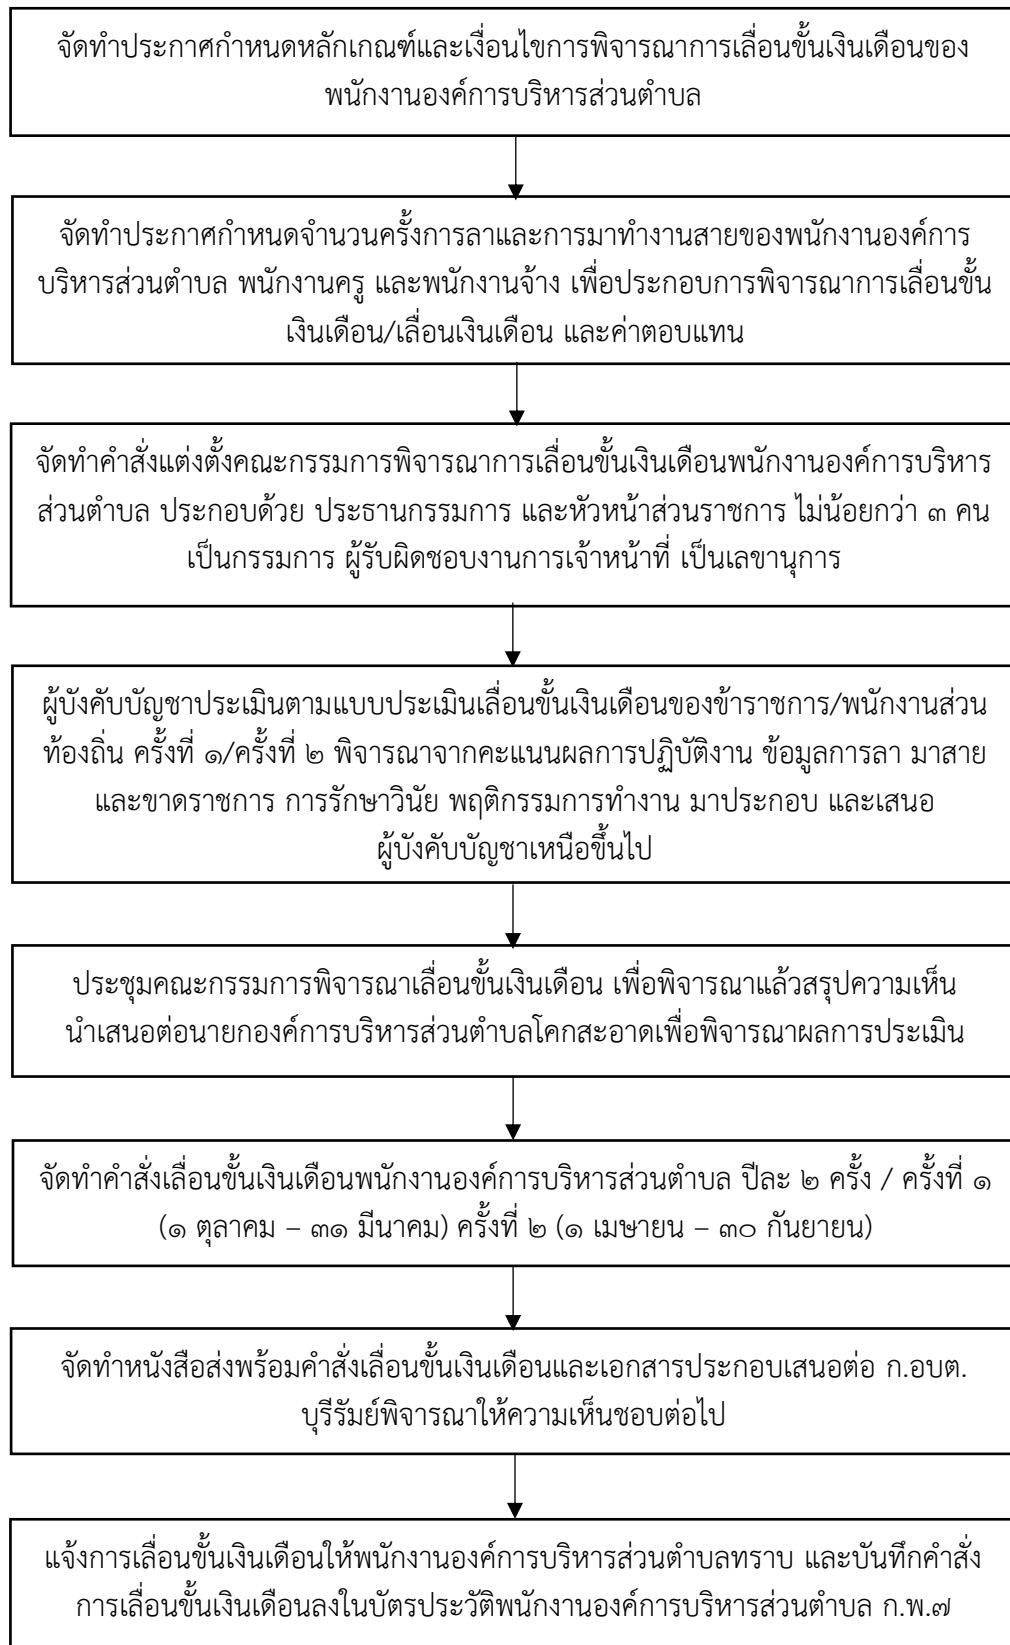 จัดทำประกาศกำหนดหลักเกณฑ์และเงื่อนไขการพิจารณาการเลื่อนขั้นเงินเดือนของ
พนักงานองค์การบริหารส่วนตำบล
จัดทำประกาศกำหนดจำนวนครั้งการลาและการมาทำงานสายของพนักงานองค์การ
บริหารส่วนตำบล พนักงานครู และพนักงานจ้าง เพื่อประกอบการพิจารณาการเลื่อนขั้น
เงินเดือน/เลื่อนเงินเดือน และค่าตอบแทน
จัดทำคำสั่งแต่งตั้งคณะกรรมการพิจารณาการเลื่อนขั้นเงินเดือนพนักงานองค์การบริหาร
ส่วนตำบล ประกอบด้วย ประธานกรรมการ และหัวหน้าส่วนราชการ ไม่น้อยกว่า ๓ คน
เป็นกรรมการ ผู้รับผิดชอบงานการเจ้าหน้าที่ เป็นเลขานุการ
ผู้บังคับบัญชาประเมินตามแบบประเมินเลื่อนขั้นเงินเดือนของข้าราชการ/พนักงานส่วน
ท้องถิ่น ครั้งที่ ๑/ครั้งที่ ๒ พิจารณาจากคะแนนผลการปฏิบัติงาน ข้อมูลการลา มาสาย
และขาดราชการ การรักษาวินัย พฤติกรรมการทำงาน มาประกอบ และเสนอ
ผู้บังคับบัญชาเหนือขึ้นไป
ประชุมคณะกรรมการพิจารณาเลื่อนขั้นเงินเดือน เพื่อพิจารณาแล้วสรุปความเห็น
นำเสนอต่อนายกองค์การบริหารส่วนตำบลโคกสะอาดเพื่อพิจารณาผลการประเมิน
จัดทำคำสั่งเลื่อนขั้นเงินเดือนพนักงานองค์การบริหารส่วนตำบล ปีละ ๒ ครั้ง / ครั้งที่ ๑
(๑ ตุลาคม – ๓๑ มีนาคม) ครั้งที่ ๒ (๑ เมษายน – ๓๐ กันยายน)
จัดทำหนังสือส่งพร้อมคำสั่งเลื่อนขั้นเงินเดือนและเอกสารประกอบเสนอต่อ ก.อบต.
บุรีรัมย์พิจารณาให้ความเห็นชอบต่อไป
แจ้งการเลื่อนขั้นเงินเดือนให้พนักงานองค์การบริหารส่วนตำบลทราบ และบันทึกคำสั่ง
การเลื่อนขั้นเงินเดือนลงในบัตรประวัติพนักงานองค์การบริหารส่วนตำบล ก.พ.๗